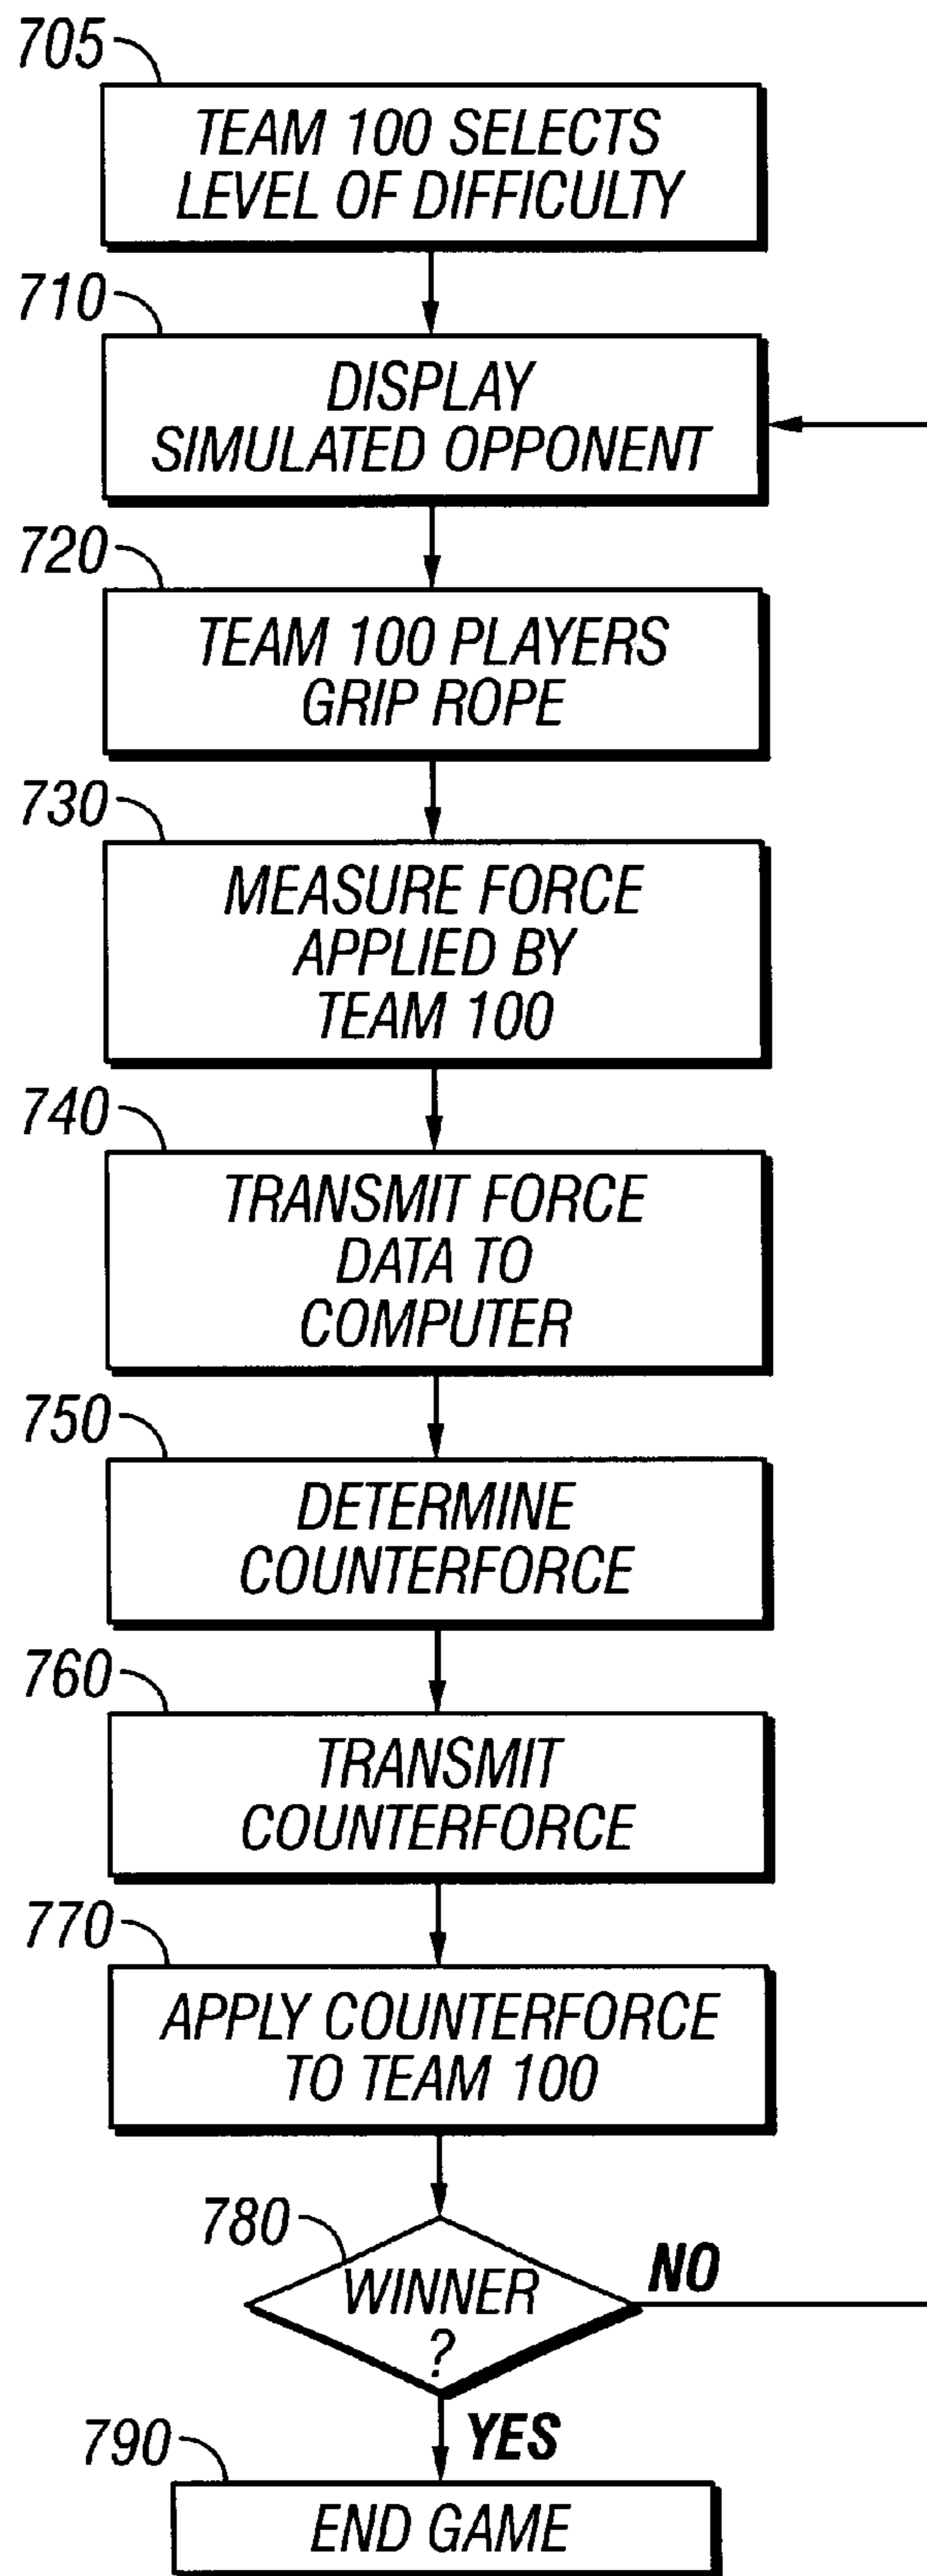 705
TEAM 100 SELECTS
LEVEL OF DIFFICULTY
710
DISPLAY
SIMULATED OPPONENT
720
TEAM 100 PLAYERS
GRIP ROPE
730
MEASURE FORCE
APPLIED BY
TEAM 100
740
TRANSMIT FORCE
DATA TO
COMPUTER
750
DETERMINE
COUNTERFORCE
760
TRANSMIT
COUNTERFORCE
770
APPLY COUNTERFORCE
TO TEAM 100
780
WINNER
?
NO
YES
790
END GAME